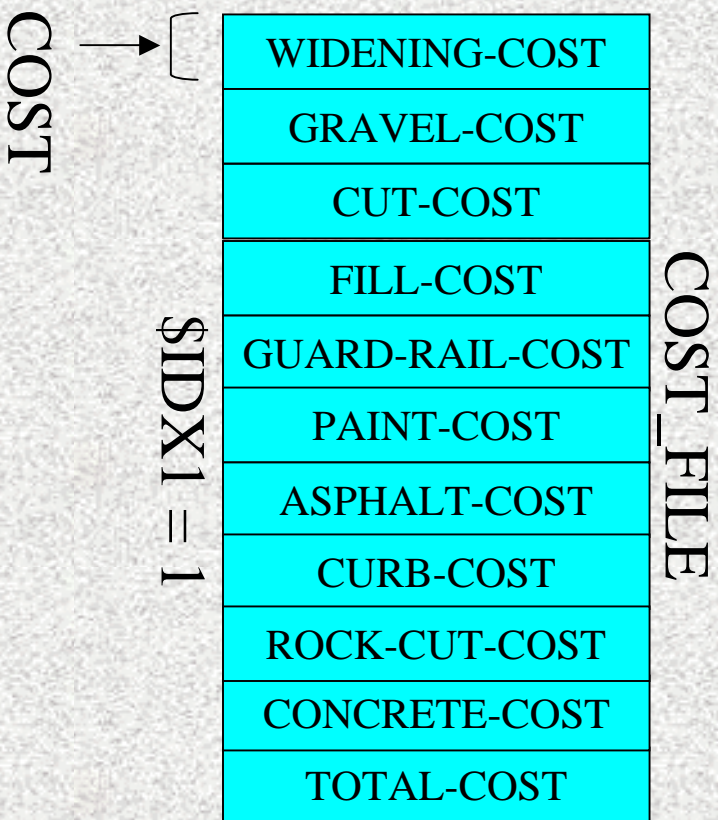 COST
WIDENING-COST
GRAVEL-COST
CUT-COST
FILL-COST
GUARD-RAIL-COST
PAINT-COST
ASPHALT-COST
CURB-COST
ROCK-CUT-COST
CONCRETE-COST
TOTAL-COST
$IDX1 = 1
COST_FILE